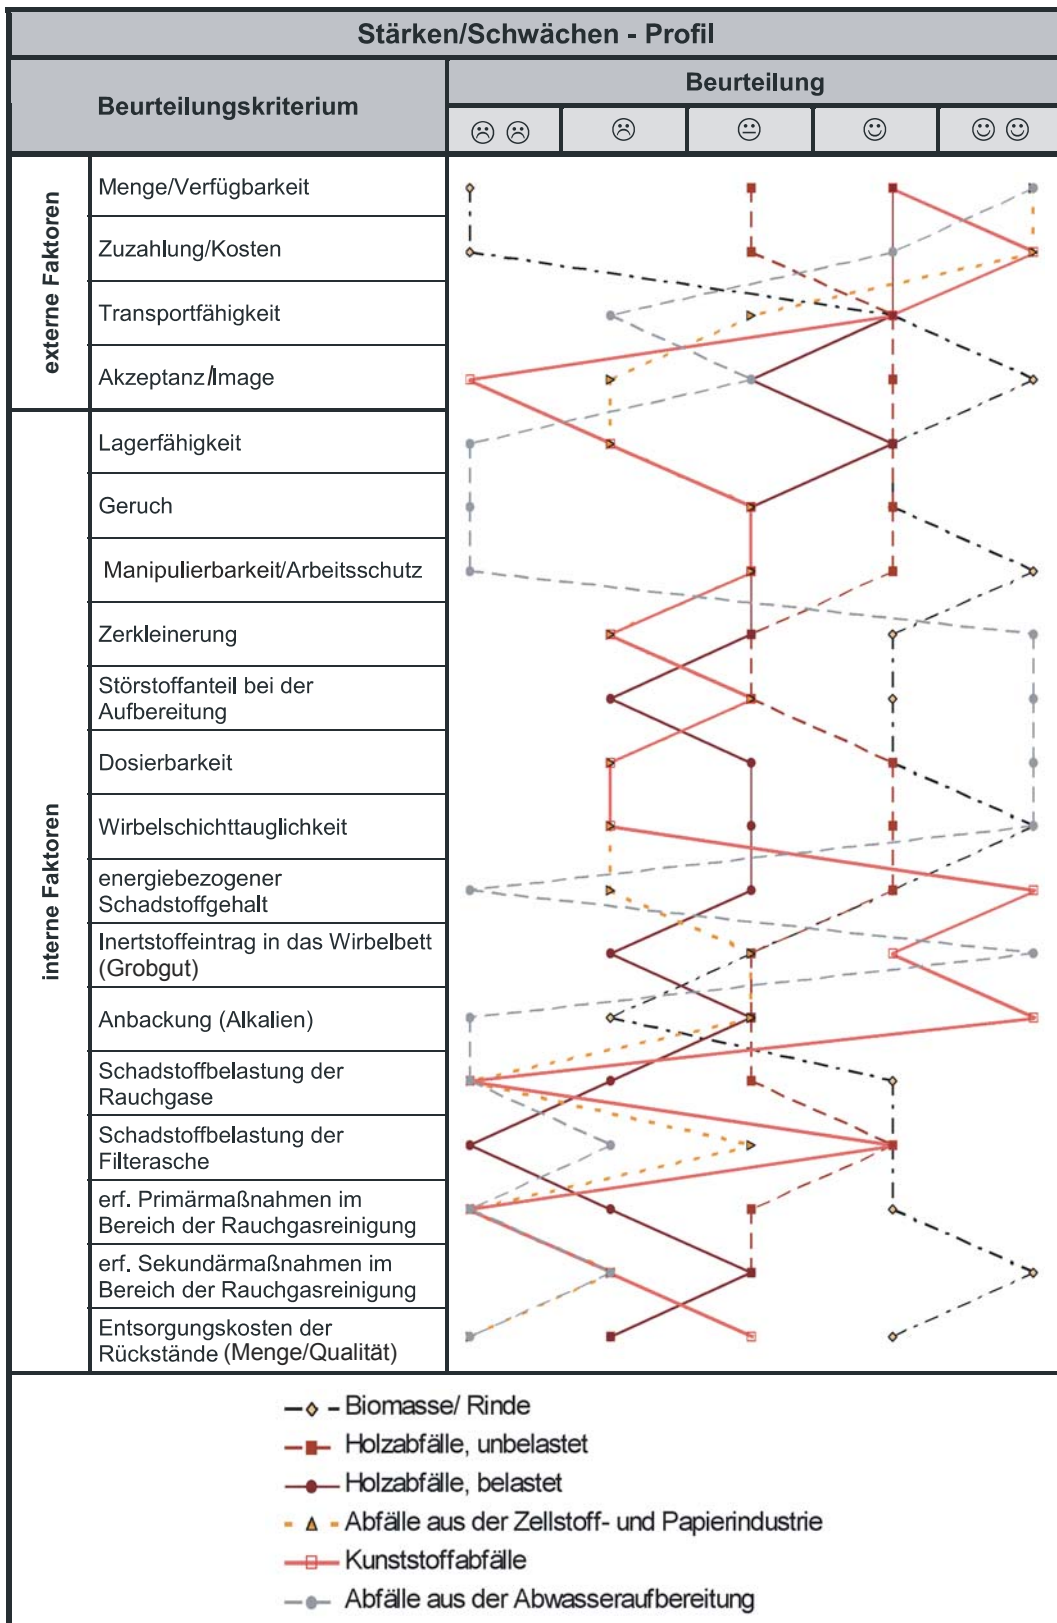 Stärken/Schwächen - Profil
Beurteilungskriterium
Beurteilung
externe Faktoren
Menge/Verfügbarkeit
Zuzahlung/Kosten
Transportfähigkeit
Akzeptanz/Image
interne Faktoren
Lagerfähigkeit
Geruch
Manipulierbarkeit/Arbeitsschutz
Zerkleinerung
Störstoffanteil bei der
Aufbereitung
Dosierbarkeit
Wirbelschichttauglichkeit
energiebezogener
Schadstoffgehalt
Inertstoffeintrag in das Wirbelbett
(Grobgut)
Anbackung (Alkalien)
Schadstoffbelastung der
Rauchgase
Schadstoffbelastung der
Filterasche
erf. Primärmaßnahmen im
Bereich der Rauchgasreinigung
erf. Sekundärmaßnahmen im
Bereich der Rauchgasreinigung
Entsorgungskosten der
Rückstände (Menge/Qualität)
Biomasse/ Rinde
Holzabfälle, unbelastet
Holzabfälle, belastet
Abfälle aus der Zellstoff- und Papierindustrie
Kunststoffabfälle
Abfälle aus der Abwasseraufbereitung